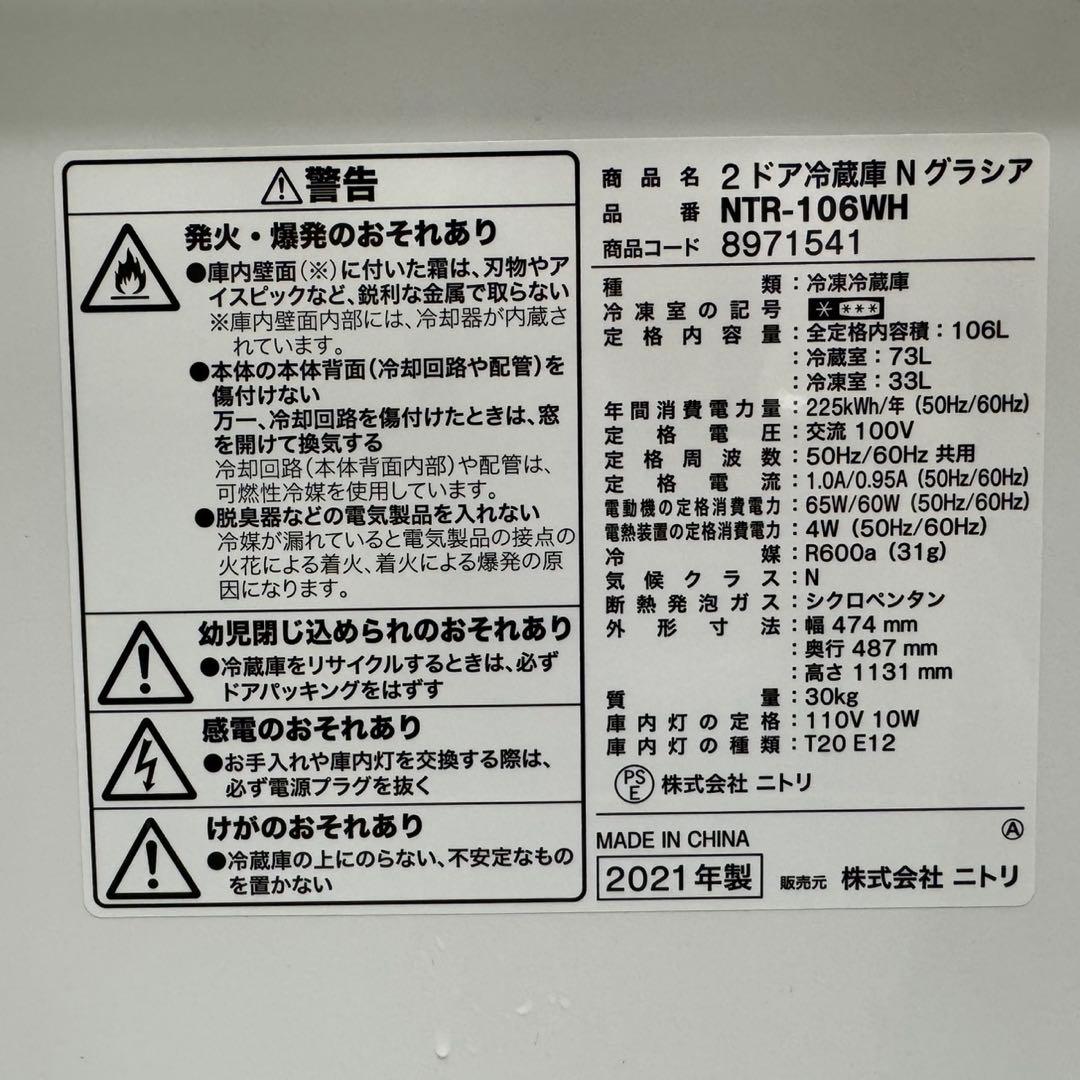 警告
発火・爆発のおそれあり
●庫内壁面(※)に付いた霜は、刃物やア
イスピックなど、鋭利な金属で取らない
※庫内壁面内部には、冷却器が内蔵さ
れています。
●本体の本体背面(冷却回路や配管)を
傷付けない
万一、冷却回路を傷付けたときは、窓
を開けて換気する
冷却回路(本体背面内部)や配管は、
可燃性冷媒を使用しています。
●脱臭器などの電気製品を入れない
冷媒が漏れていると電気製品の接点の
火花による着火、着火による爆発の原
因になります。
幼児閉じ込められのおそれあり
●冷蔵庫をリサイクルするときは、必ず
ドアパッキングをはずす
感電のおそれあり
●お手入れや庫内灯を交換する際は、
必ず電源プラグを抜く
けがのおそれあり
●冷蔵庫の上にのらない、不安定なもの
を置かない
商品名 2ドア冷蔵庫 N グラシア
品番 NTR-106WH
商品コード 8971541
種類:冷凍冷蔵庫
冷凍室の記号 * ***
定格内容量:全定格内容積:106L
:冷蔵室:73L
:冷凍室:33L
年間消費電力量:225kWh/年 (50Hz/60Hz)
定格電圧:交流 100V
定格周波数:50Hz/60Hz 共用
定格電流:1.0A/0.95A (50Hz/60Hz)
電動機の定格消費電力:65W/60W (50Hz/60Hz)
電熱装置の定格消費電力:4W (50Hz/60Hz)
冷媒:R600a (31g)
気候クラス:N
断熱発泡ガス:シクロペンタン
外形寸法:幅 474 mm
:奥行 487 mm
:高さ 1131 mm
質量:30kg
庫内灯の定格:110V 10W
庫内灯の種類:T20 E12
PSE 株式会社 ニトリ
MADE IN CHINA Ⓐ
2021年製 販売元 株式会社 ニトリ